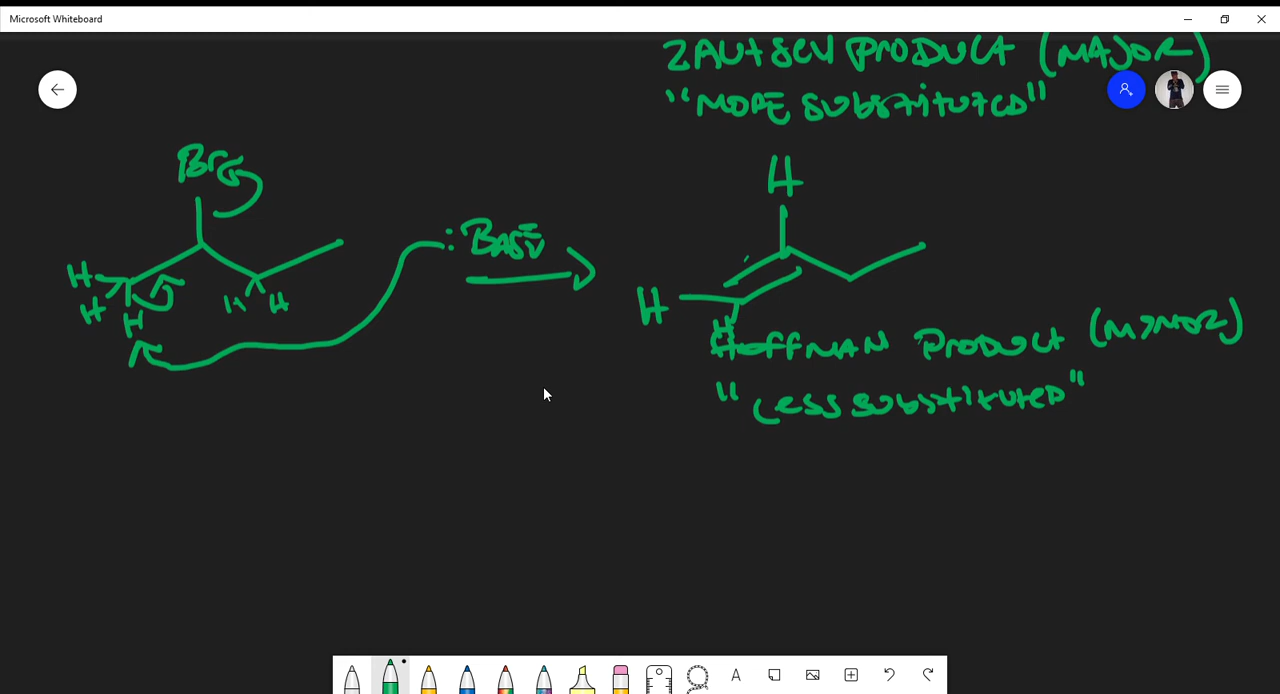 Microsoft Whiteboard
ZAITSEV PRODUCT (MAJOR)
"MORE SUBSTITUTED"
Br
H
:BASE
H
H
H
H H
H
H
HOFFMAN PRODUCT (MINOR)
"LESS SUBSTITUTED"
A